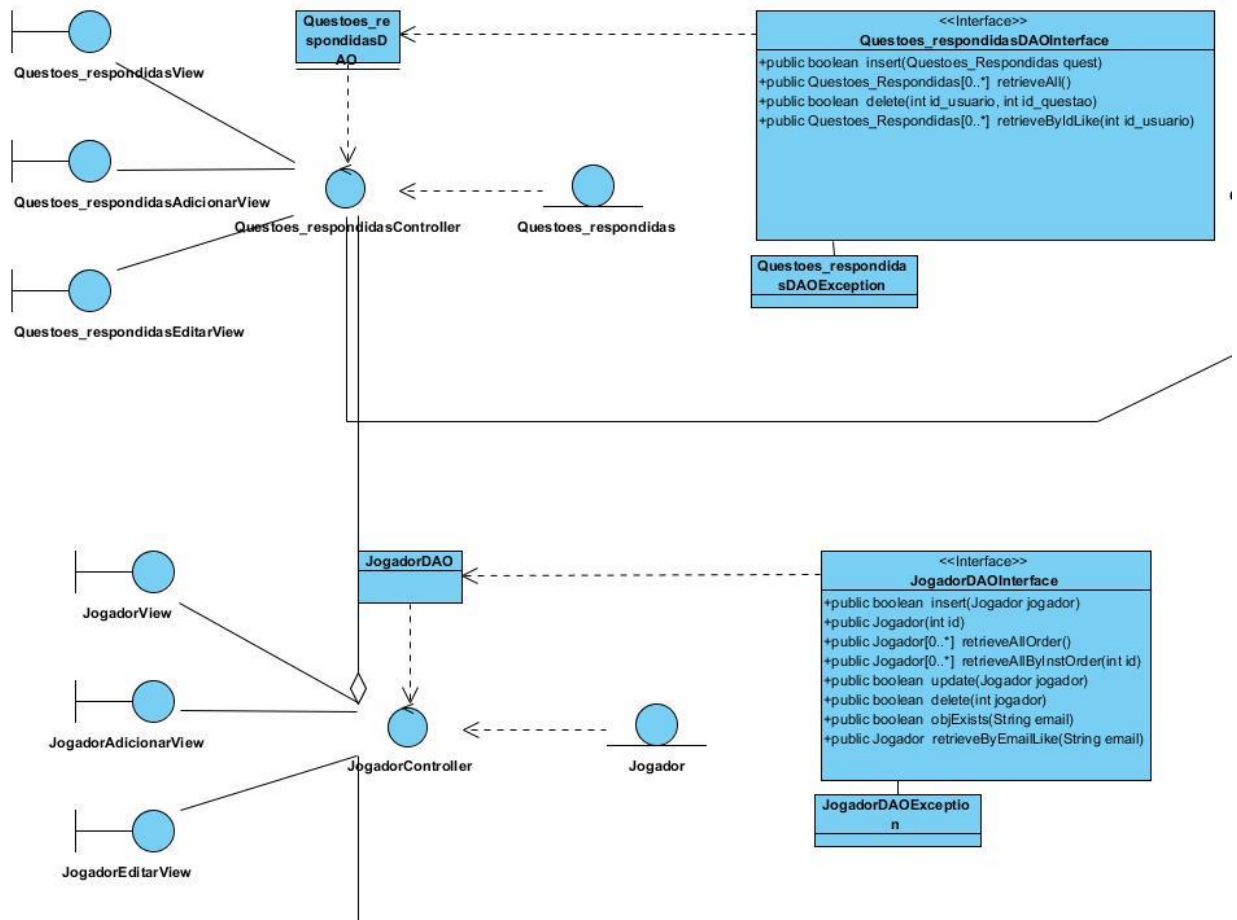 Questoes_respondidasView
Questoes_respondidasAdicionarView
Questoes_respondidasEditarView
Questoes_re
spondidasD
AO
Questoes_respondidasController
Questoes_respondidas
<<Interface>>
Questoes_respondidasDAOInterface
+public boolean insert(Questoes_Respondidas quest)
+public Questoes_Respondidas[0..*] retrieveAll()
+public boolean delete(int id_usuario, int id_questao)
+public Questoes_Respondidas[0..*] retrieveByIdLike(int id_usuario)
Questoes_respondida
sDAOException
JogadorView
JogadorAdicionarView
JogadorEditarView
JogadorDAO
JogadorController
Jogador
<<Interface>>
JogadorDAOInterface
+public boolean insert(Jogador jogador)
+public Jogador(int id)
+public Jogador[0..*] retrieveAllOrder()
+public Jogador[0..*] retrieveAllByInstOrder(int id)
+public boolean update(Jogador jogador)
+public boolean delete(int jogador)
+public boolean objExists(String email)
+public Jogador retrieveByEmailLike(String email)
JogadorDAOExceptio
n